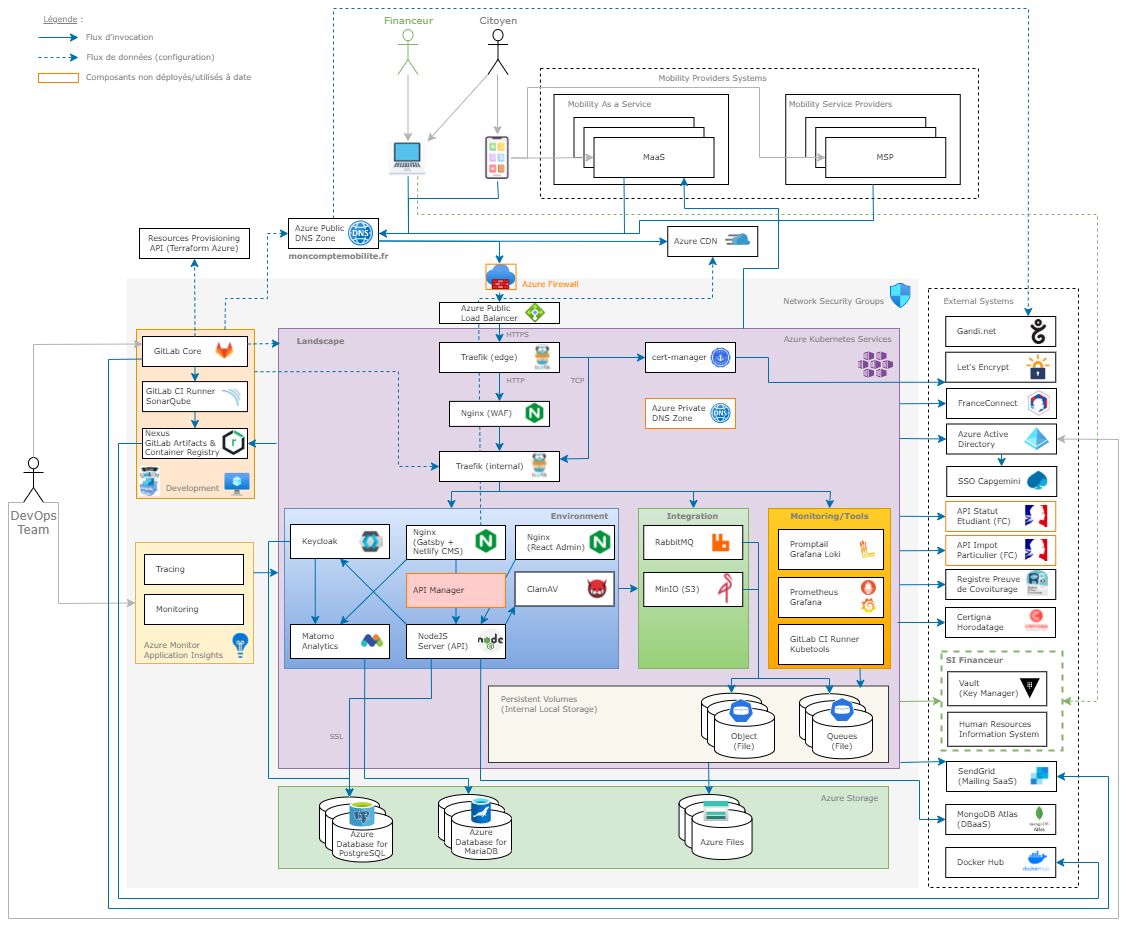 Légende :
Flux d'invocation
Flux de données (configuration)
Composants non déployés/utilisés à date
Financeur
Citoyen
Mobility Providers Systems
Mobility As a Service
MaaS
Mobility Service Providers
MSP
Azure Public
DNS Zone
DNS
moncomptemobilite.fr
Azure CDN
Resources Provisioning
API (Terraform Azure)
Azure Firewall
Azure Public
Load Balancer
Network Security Groups
HTTPS
Landscape
Azure Kubernetes Services
Traefik (edge)
cert-manager
HTTP
TCP
Nginx (WAF)
Azure Private
DNS Zone
DNS
Traefik (internal)
GitLab Core
GitLab CI Runner
SonarQube
Nexus
GitLab Artifacts &
Container Registry
Development
DevOps
Team
Tracing
Monitoring
Azure Monitor
Application Insights
Environment
Keycloak
Nginx
(Gatsby +
Netlify CMS)
Nginx
(React Admin)
API Manager
ClamAV
Matomo
Analytics
NodeJS
Server (API)
node
Integration
RabbitMQ
MinIO (S3)
Monitoring/Tools
Promptail
Grafana Loki
Prometheus
Grafana
GitLab CI Runner
Kubetools
Persistent Volumes
(Internal Local Storage)
Object
(File)
Queues
(File)
SSL
Azure Storage
Azure
Database for
PostgreSQL
Azure
Database for
MariaDB
Azure Files
External Systems
Gandi.net
Let's Encrypt
FranceConnect
Azure Active
Directory
SSO Capgemini
API Statut
Etudiant (FC)
API Impot
Particulier (FC)
Registre Preuve
de Covoiturage
Certigna
Horodatage
CERTIGNA
SI Financeur
Vault
(Key Manager)
Human Resources
Information System
SendGrid
(Mailing SaaS)
MongoDB Atlas
(DBaaS)
mongoDB
Atlas
Docker Hub
dockerHub